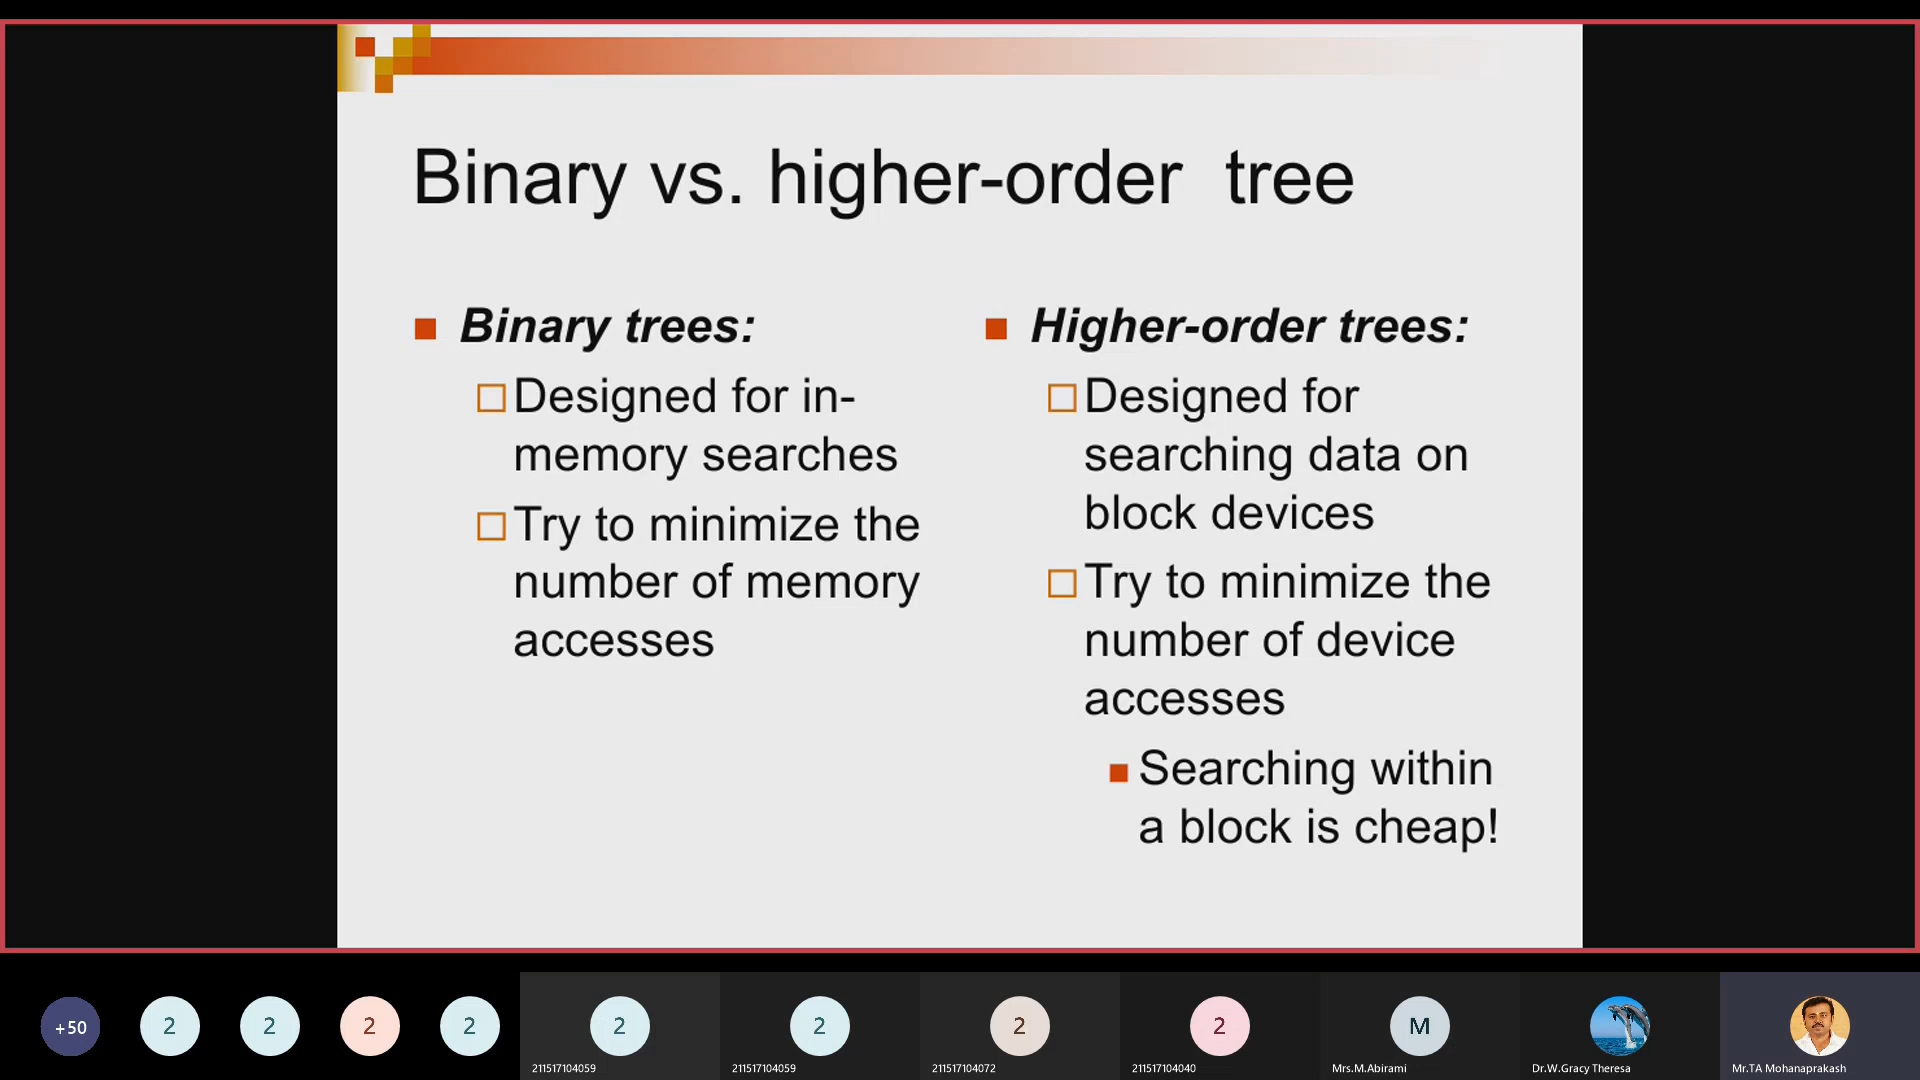 Binary vs. higher-order tree
Binary trees:
Designed for in-
memory searches
Try to minimize the
number of memory
accesses
Higher-order trees:
Designed for
searching data on
block devices
Try to minimize the
number of device
accesses
Searching within
a block is cheap!
+50
2
2
2
2
2
211517104059
2
211517104059
2
211517104072
2
211517104040
M
Mrs.M.Abirami
Dr.W.Gracy Theresa
Mr.TA Mohanaprakash